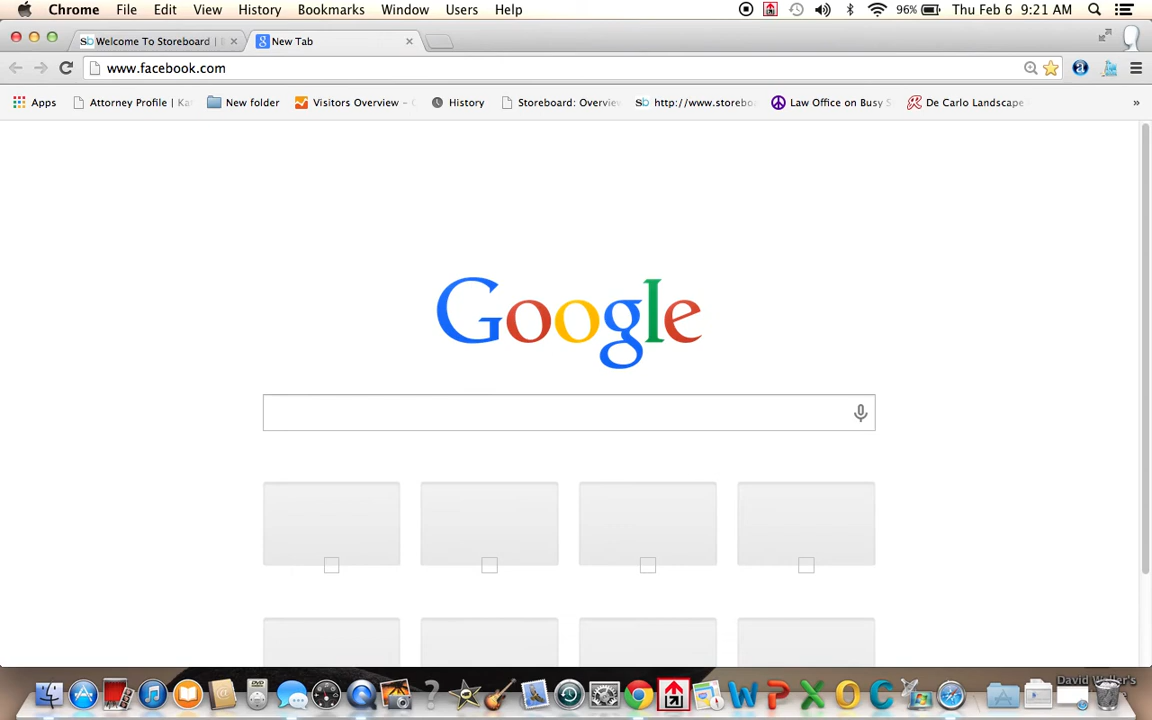 Chrome File Edit View History Bookmarks Window Users Help 96% Thu Feb 6 9:21 AM
Welcome To Storeboard | New Tab
www.facebook.com
Apps Attorney Profile | Ka New folder Visitors Overview - History Storeboard: Overvie http://www.storebo Law Office on Busy S De Carlo Landscape »
Google